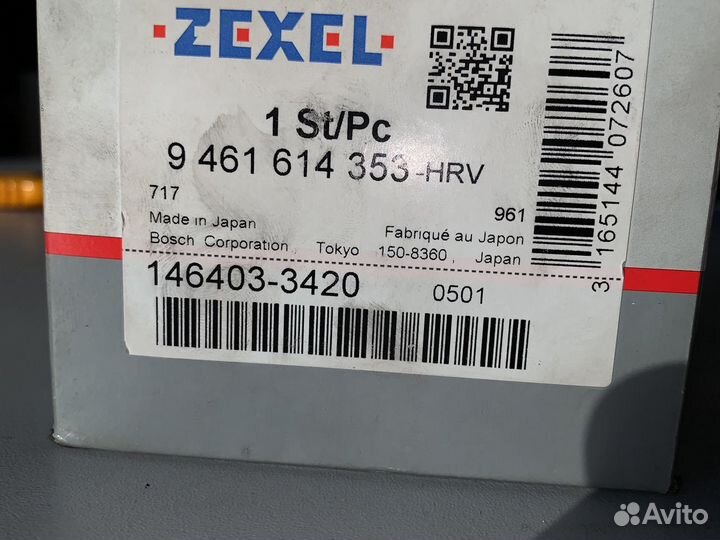 ZEXEL
1 St/Pc
9 461 614 353-HRV
717
961
Made in Japan
Fabriqué au Japon
Bosch Corporation, Tokyo 150-8360, Japan
146403-3420
0501
3 165144 072607
Avito